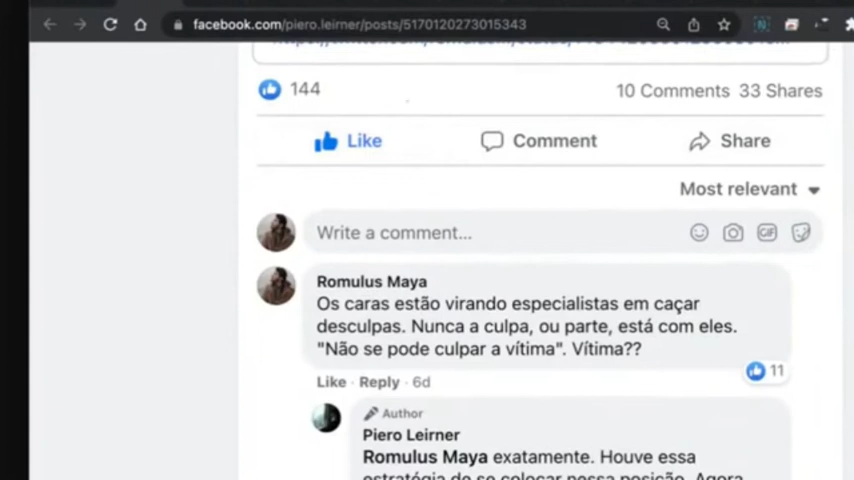 facebook.com/piero.leirner/posts/5170120273015343
144
10 Comments 33 Shares
Like
Comment
Share
Most relevant
Write a comment...
GIF
Romulus Maya
Os caras estão virando especialistas em caçar
desculpas. Nunca a culpa, ou parte, está com eles.
"Não se pode culpar a vítima". Vítima??
11
Like · Reply · 6d
Author
Piero Leirner
Romulus Maya exatamente. Houve essa
estratégia de se colocar nessa posição. Agora